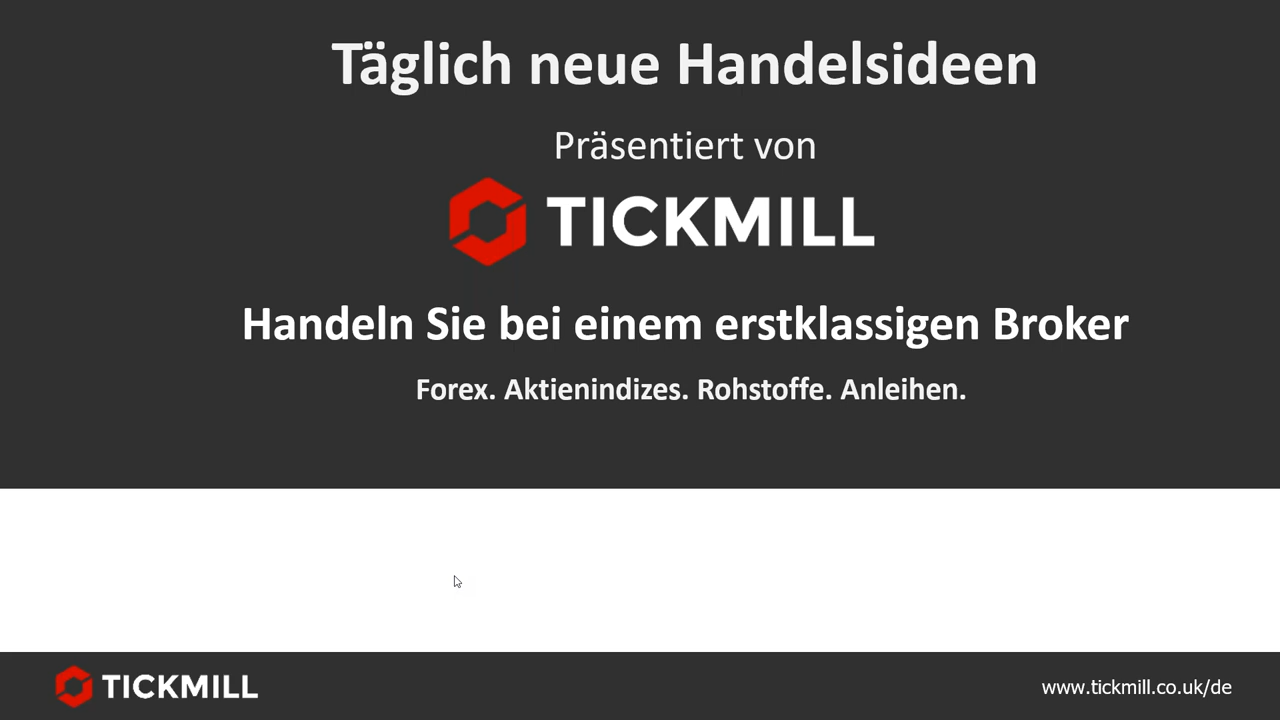 Täglich neue Handelsideen
Präsentiert von
TICKMILL
Handeln Sie bei einem erstklassigen Broker
Forex. Aktienindizes. Rohstoffe. Anleihen.
TICKMILL
www.tickmill.co.uk/de